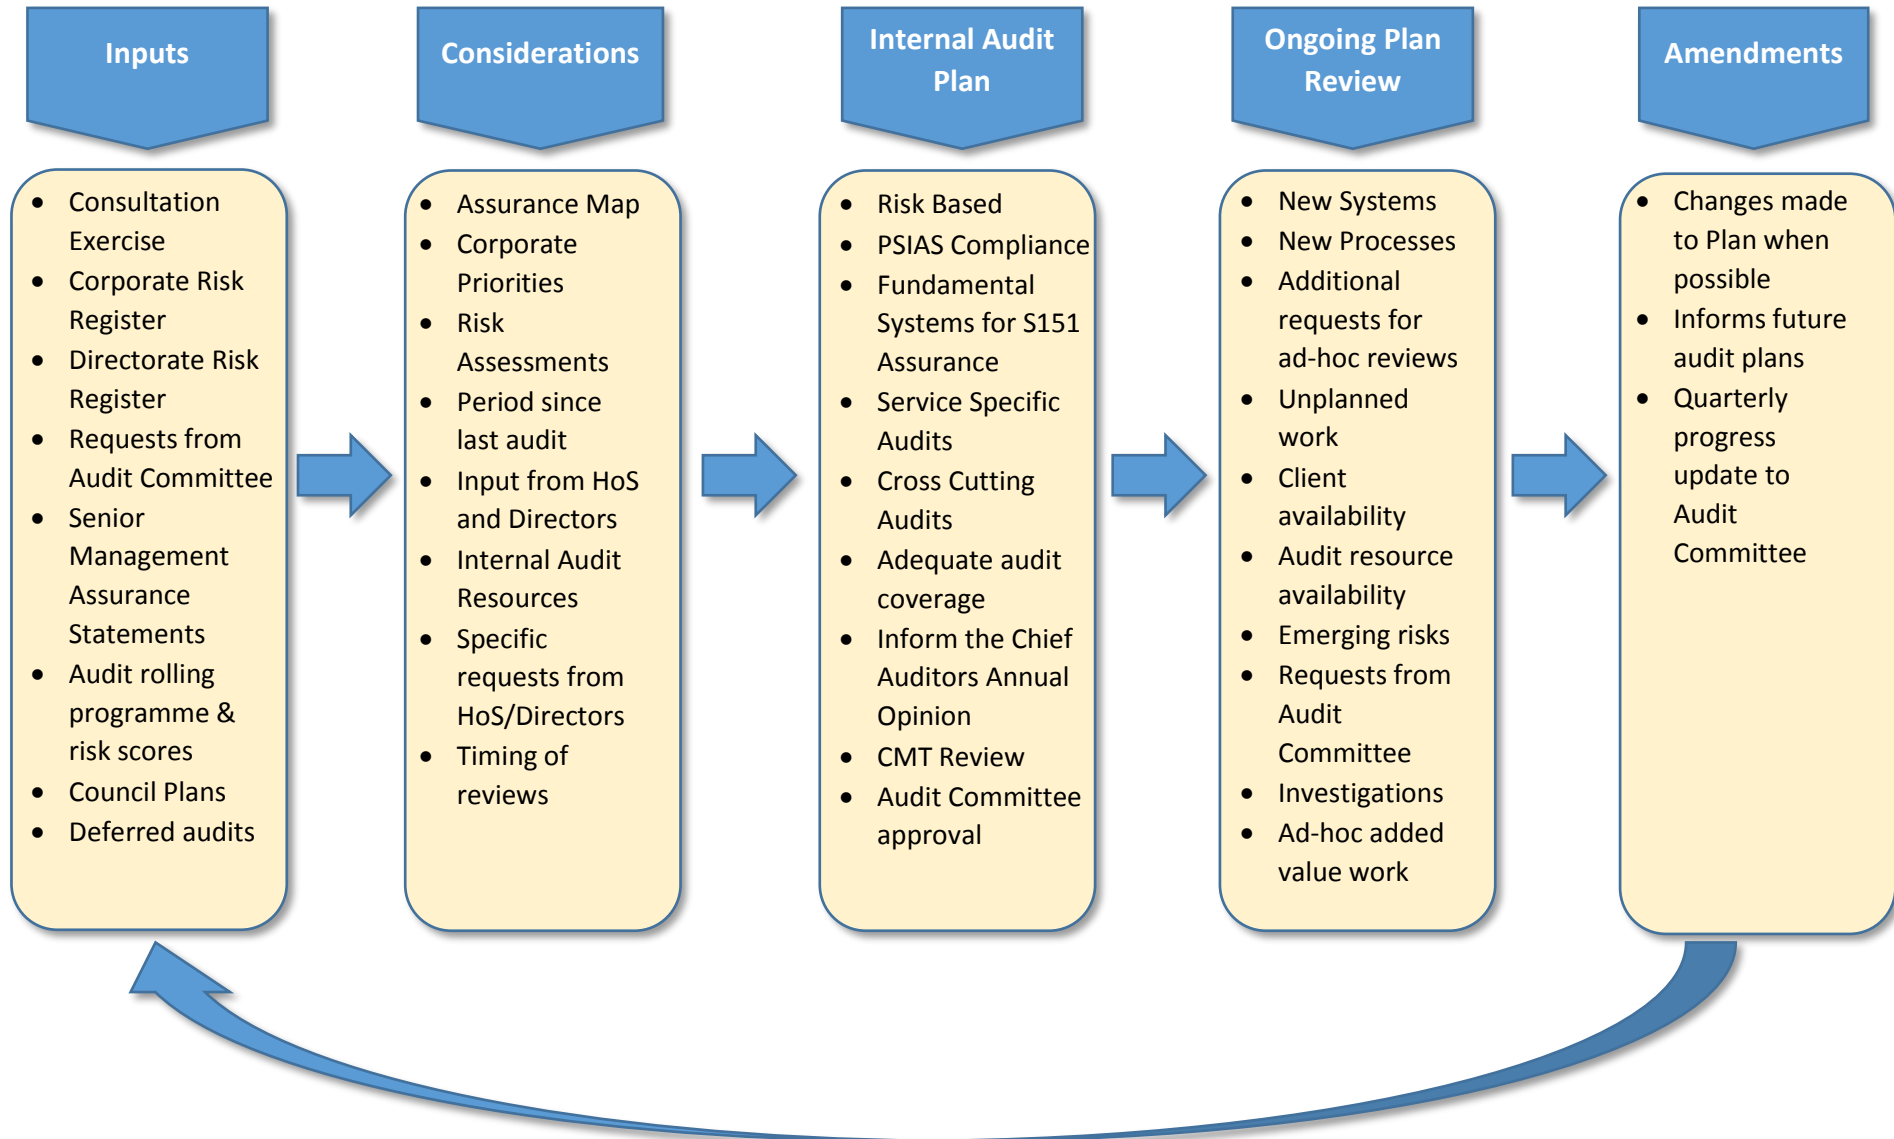 Inputs
• Consultation
Exercise
• Corporate Risk
Register
• Directorate Risk
Register
• Requests from
Audit Committee
• Senior
Management
Assurance
Statements
• Audit rolling
programme &
risk scores
• Council Plans
• Deferred audits
Considerations
• Assurance Map
• Corporate
Priorities
• Risk
Assessments
• Period since
last audit
• Input from HoS
and Directors
• Internal Audit
Resources
• Specific
requests from
HoS/Directors
• Timing of
reviews
Internal Audit
Plan
• Risk Based
• PSIAS Compliance
• Fundamental
Systems for S151
Assurance
• Service Specific
Audits
• Cross Cutting
Audits
• Adequate audit
coverage
• Inform the Chief
Auditors Annual
Opinion
• CMT Review
• Audit Committee
approval
Ongoing Plan
Review
• New Systems
• New Processes
• Additional
requests for
ad-hoc reviews
• Unplanned
work
• Client
availability
• Audit resource
availability
• Emerging risks
• Requests from
Audit
Committee
• Investigations
• Ad-hoc added
value work
Amendments
• Changes made
to Plan when
possible
• Informs future
audit plans
• Quarterly
progress
update to
Audit
Committee